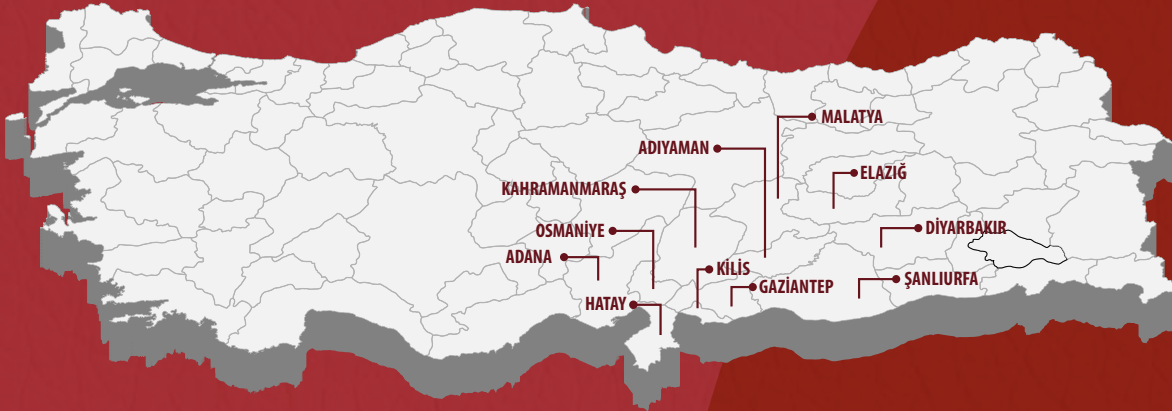 MALATYA
ADIYAMAN
ELAZIĞ
KAHRAMANMARAŞ
OSMANİYE
DİYARBAKIR
ADANA
KİLİS
ŞANLIURFA
GAZİANTEP
HATAY